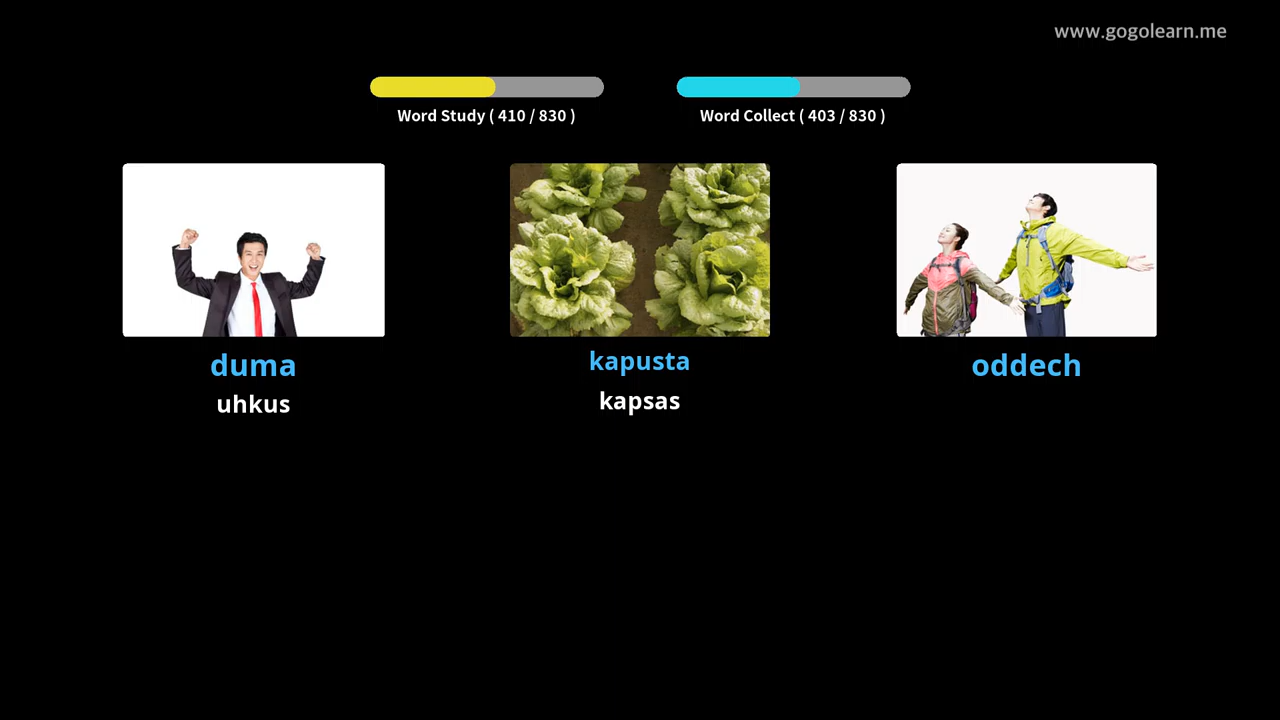 www.gogolearn.me
Word Study ( 410 / 830 )
Word Collect ( 403 / 830 )
duma
uhkus
kapusta
kapsas
oddech